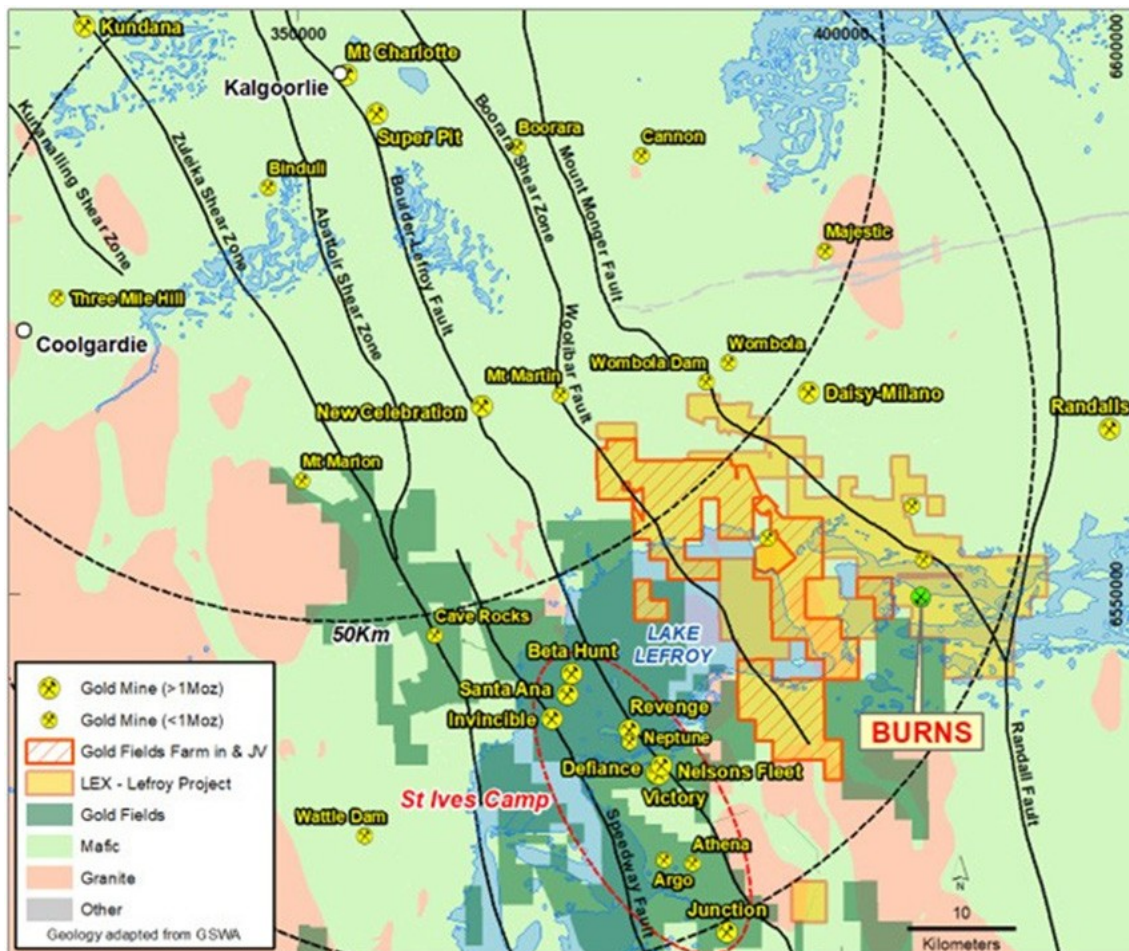 Kundana
350000
400000
6600000
Mt Charlotte
Kalgoorlie
Super Pit
Boorara
Cannon
Binduli
Kunanalling Shear Zone
Zuleika Shear Zone
Abattoir Shear Zone
Boulder-Lefroy Fault
Boorara Shear Zone
Mount Monger Fault
Majestic
Three Mile Hill
Coolgardie
Woolibar Fault
Wombola
Wombola Dam
Mt Martin
Daisy-Milano
New Celebration
Randalls
Mt Marion
6550000
50Km
Cave Rocks
LAKE
LEFROY
Beta Hunt
Santa Ana
Invincible
Revenge
Neptune
BURNS
Defiance
Nelsons Fleet
Victory
St Ives Camp
Randall Fault
Wattle Dam
Speedway Fault
Athena
Argo
Junction
N
10
Kilometers
Gold Mine (>1Moz)
Gold Mine (<1Moz)
Gold Fields Farm in & JV
LEX - Lefroy Project
Gold Fields
Mafic
Granite
Other
Geology adapted from GSWA